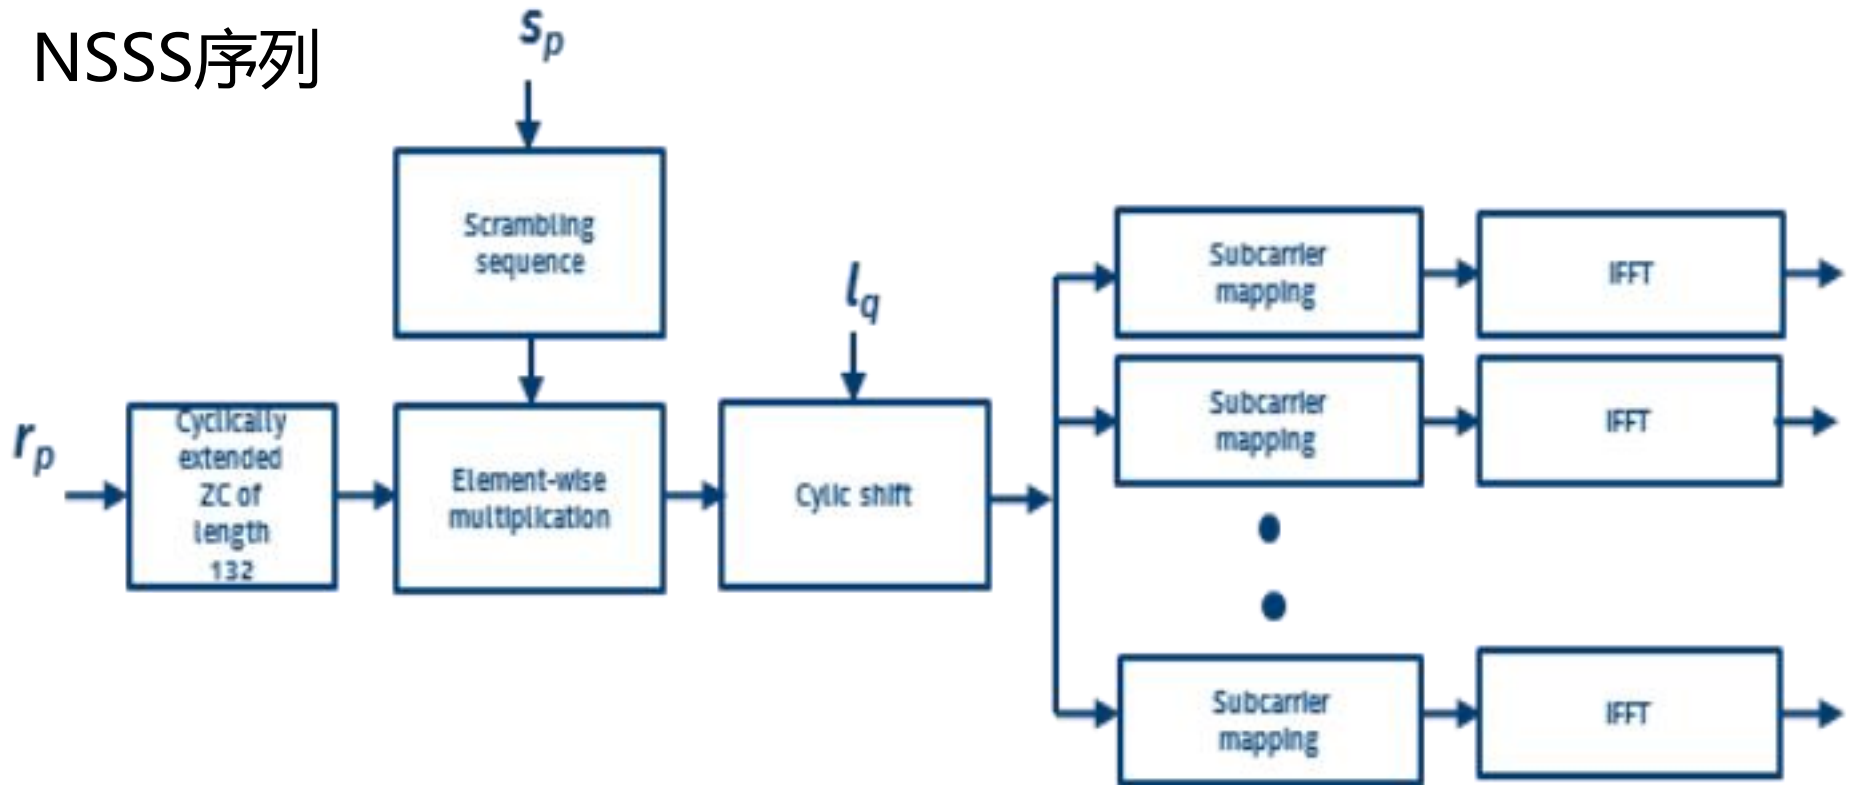 NSSS序列
s_p
Scrambling
sequence
l_q
r_p
Cyclically
extended
ZC of
length
132
Element-wise
multiplication
Cylic shift
Subcarrier
mapping
IFFT
Subcarrier
mapping
IFFT
Subcarrier
mapping
IFFT